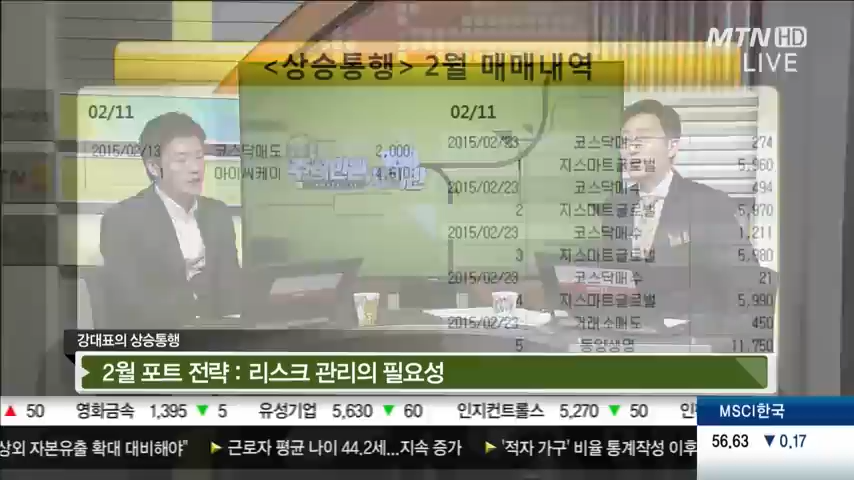 MTN HD
LIVE
<상승통행> 2월 매매내역
02/11
2015/02/13 코스닥매도 2,000
1 아이씨케이 4,610
02/11
2015/02/23 코스닥매수 274
1 지스마트글로벌 5,960
2015/02/23 코스닥매수 494
2 지스마트글로벌 5,970
2015/02/23 코스닥매수 1,211
3 지스마트글로벌 5,980
2015/02/23 코스닥매수 21
4 지스마트글로벌 5,990
2015/02/23 거래소매도 450
5 동양생명 11,750
강대표의 상승통행
2월 포트 전략 : 리스크 관리의 필요성
▲ 50 영화금속 1,395 ▼ 5 유성기업 5,630 ▼ 60 인지컨트롤스 5,270 ▼ 50
MSCI한국
56,63 ▼0,17
상외 자본유출 확대 대비해야" ▶ 근로자 평균 나이 44.2세...지속 증가 ▶ '적자 가구' 비율 통계작성 이후